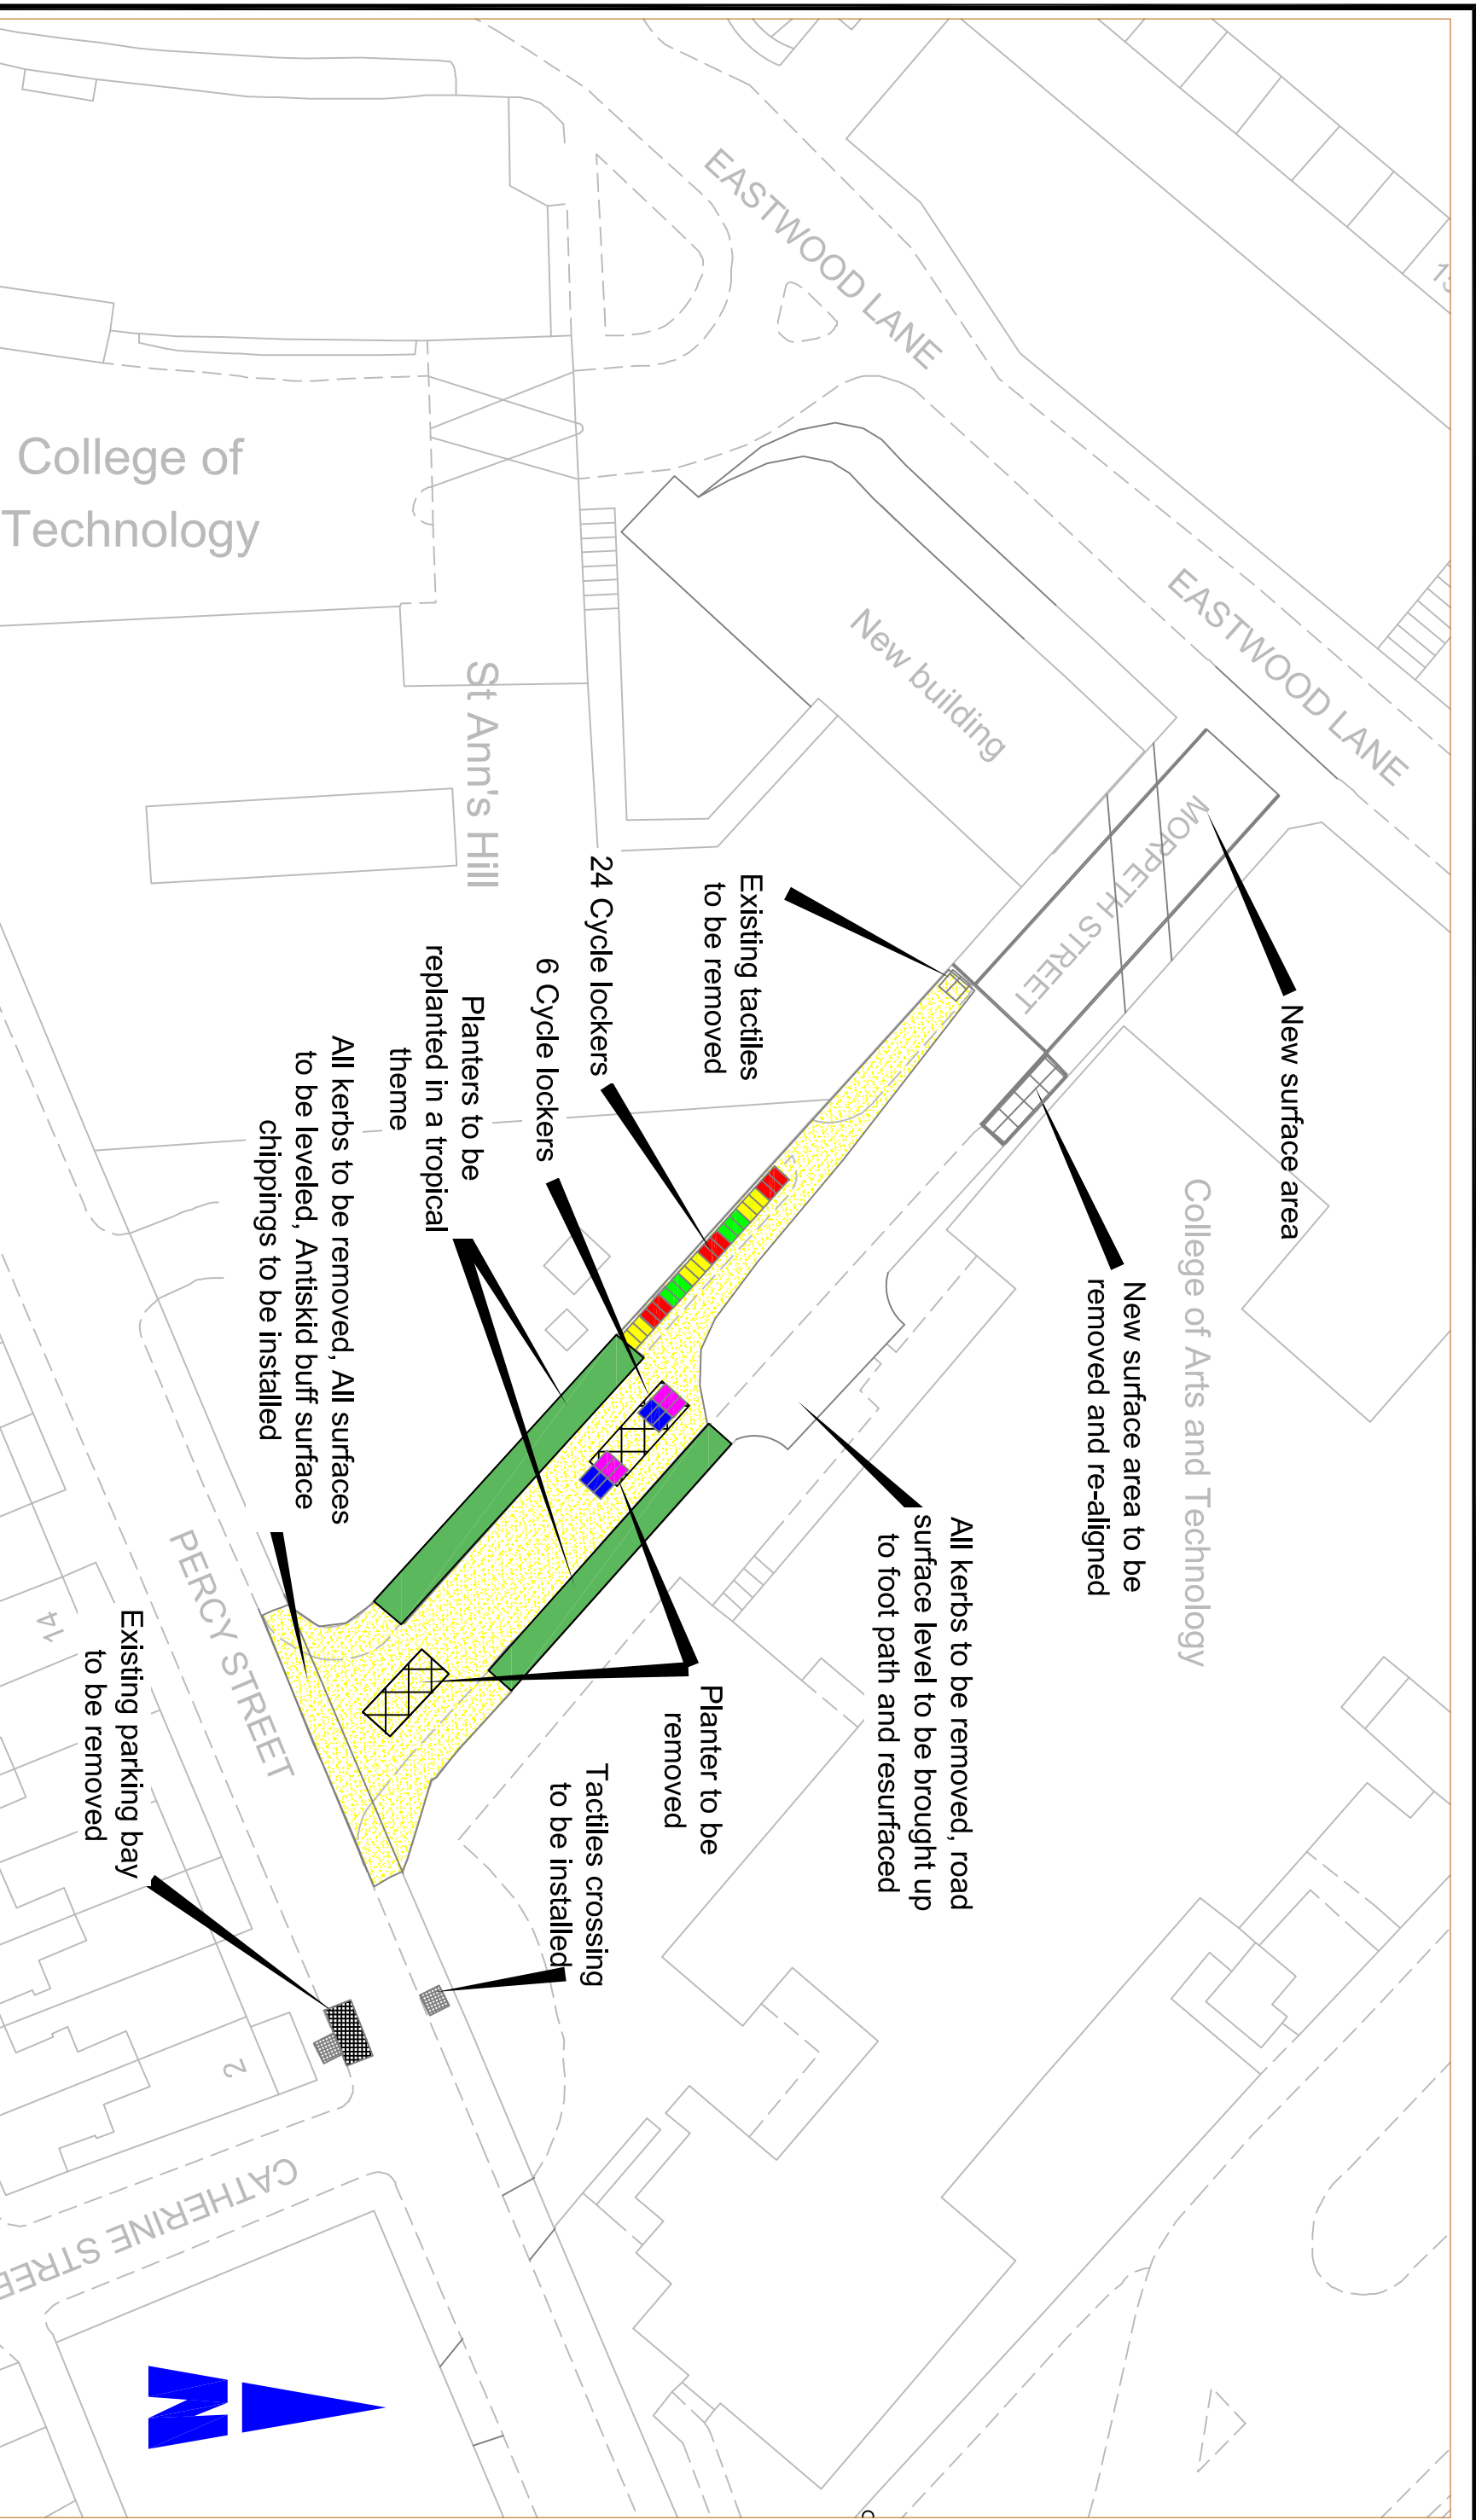 EASTWOOD LANE
EASTWOOD LANE
College of
Technology
St Ann's Hill
New building
MORPETH STREET
New surface area
College of Arts and Technology
New surface area to be
removed and re-aligned
Existing tactiles
to be removed
24 Cycle lockers
6 Cycle lockers
Planters to be
replanted in a tropical
theme
All kerbs to be removed, All surfaces
to be leveled, Antiskid buff surface
chippings to be installed
All kerbs to be removed, road
surface level to be brought up
to foot path and resurfaced
Planter to be
removed
Tactiles crossing
to be installed
Existing parking bay
to be removed
PERCY STREET
14
2
CATHERINE STREE
N